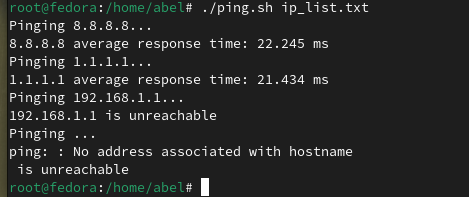 root@fedora:/home/abel# ./ping.sh ip_list.txt
Pinging 8.8.8.8...
8.8.8.8 average response time: 22.245 ms
Pinging 1.1.1.1...
1.1.1.1 average response time: 21.434 ms
Pinging 192.168.1.1...
192.168.1.1 is unreachable
Pinging ...
ping: : No address associated with hostname
 is unreachable
root@fedora:/home/abel#